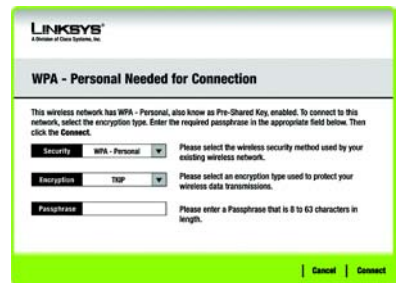 LINKSYS®
A Division of Cisco Systems, Inc.
WPA - Personal Needed for Connection
This wireless network has WPA - Personal, also know as Pre-Shared Key, enabled. To connect to this
network, select the encryption type. Enter the required passphrase in the appropriate field below. Then
click the Connect.
Security WPA - Personal Please select the wireless security method used by your
existing wireless network.
Encryption TKIP Please select an encryption type used to protect your
wireless data transmissions.
Passphrase Please enter a Passphrase that is 8 to 63 characters in
length.
Cancel Connect